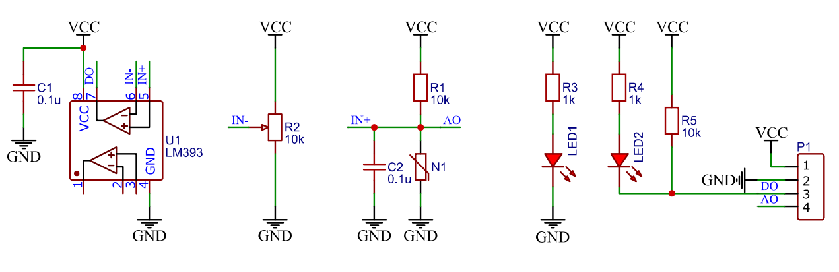 VCC
C1
0.1u
GND
8
7
6
5
DO
IN-
IN+
VCC
GND
U1
LM393
1
2
3
4
GND
VCC
IN-
R2
10k
GND
VCC
R1
10k
IN+
AO
C2
0.1u
N1
GND
GND
VCC
R3
1k
LED1
GND
VCC
R4
1k
LED2
VCC
R5
10k
VCC
P1
GND
DO
AO
1
2
3
4